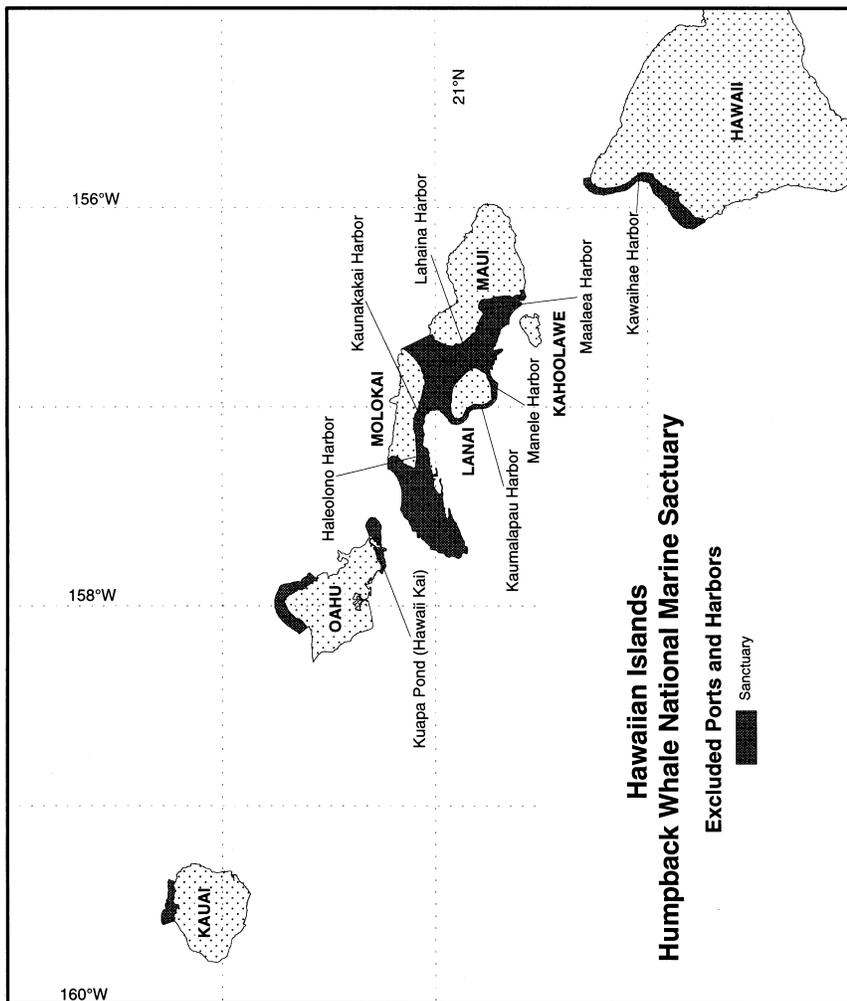 Hawaiian Islands
Humpback Whale National Marine Sactuary
Excluded Ports and Harbors
Sanctuary
160°W
158°W
156°W
21°N
KAUAI
OAHU
Kuapa Pond (Hawaii Kai)
Haleolono Harbor
MOLOKAI
Kaunakakai Harbor
Lahaina Harbor
LANAI
Kaumalapau Harbor
Manele Harbor
KAHOOLAWE
MAUI
Maalaea Harbor
Kawaihae Harbor
HAWAII